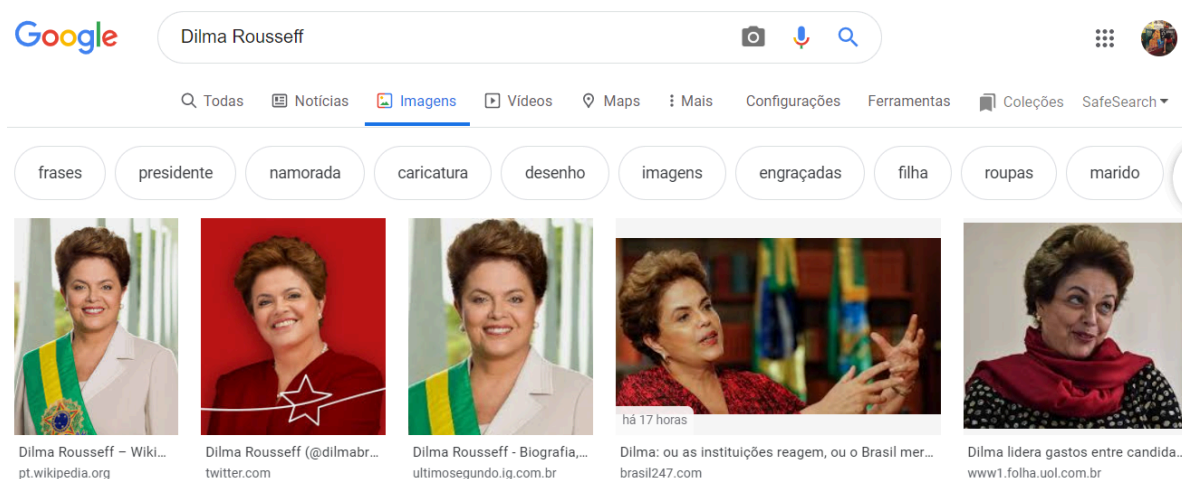 Google
Dilma Rousseff
Todas Notícias Imagens Vídeos Maps Mais Configurações Ferramentas Coleções SafeSearch
frases presidente namorada caricatura desenho imagens engraçadas filha roupas marido
há 17 horas
Dilma Rousseff – Wiki... Dilma Rousseff (@dilmabr... Dilma Rousseff - Biografia,... Dilma: ou as instituições reagem, ou o Brasil mer... Dilma lidera gastos entre candida...
pt.wikipedia.org twitter.com ultimosegundo.ig.com.br brasil247.com www1.folha.uol.com.br